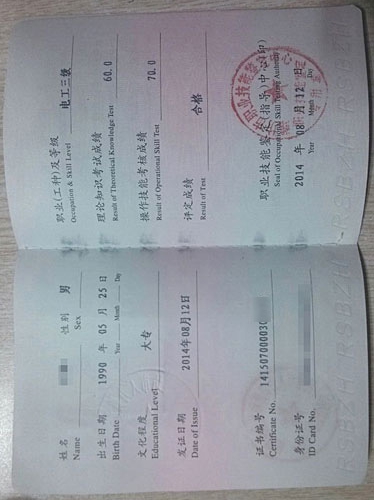 姓名 性别 男
Name Sex
出生日期 1990 年 05 月 25 日
Birth Date Year Month Day
文化程度 大专
Educational Level
发证日期 2014年08月12日
Date of Issue
证书编号 141507000030
Certificate No.
身份证号
ID Card No.
职业(工种)及等级 电工三级
Occupation & Skill Level
理论知识考试成绩 60.0
Result of Theoretical Knowledge Test
操作技能考核成绩 70.0
Result of Operational Skill Test
评定成绩 合格
Result of Test
职业技能鉴定(指导)中心(印)
Seal of Occupational Skill Testing Authority
2014 年 08 月 12 日
Year Month Day